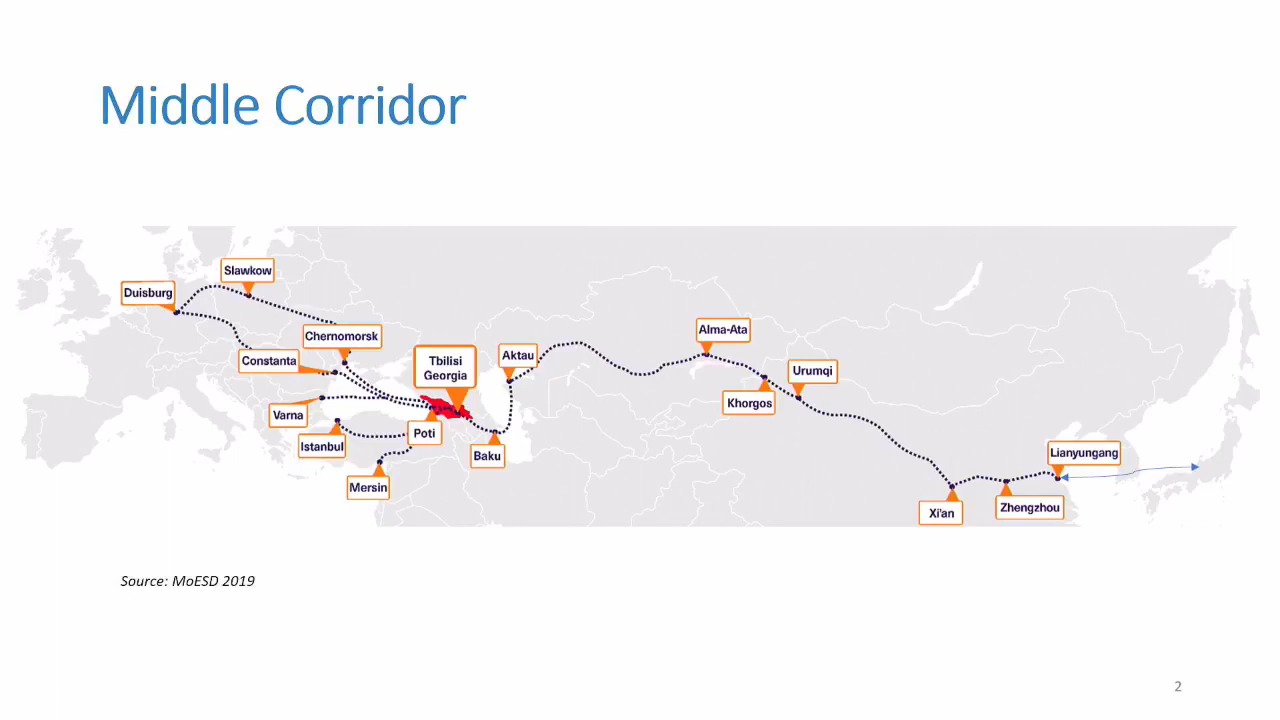 Middle Corridor
Slawkow
Duisburg
Chernomorsk
Constanta
Tbilisi
Georgia
Aktau
Alma-Ata
Urumqi
Khorgos
Varna
Istanbul
Poti
Baku
Mersin
Lianyungang
Xi'an
Zhengzhou
Source: MoESD 2019
2